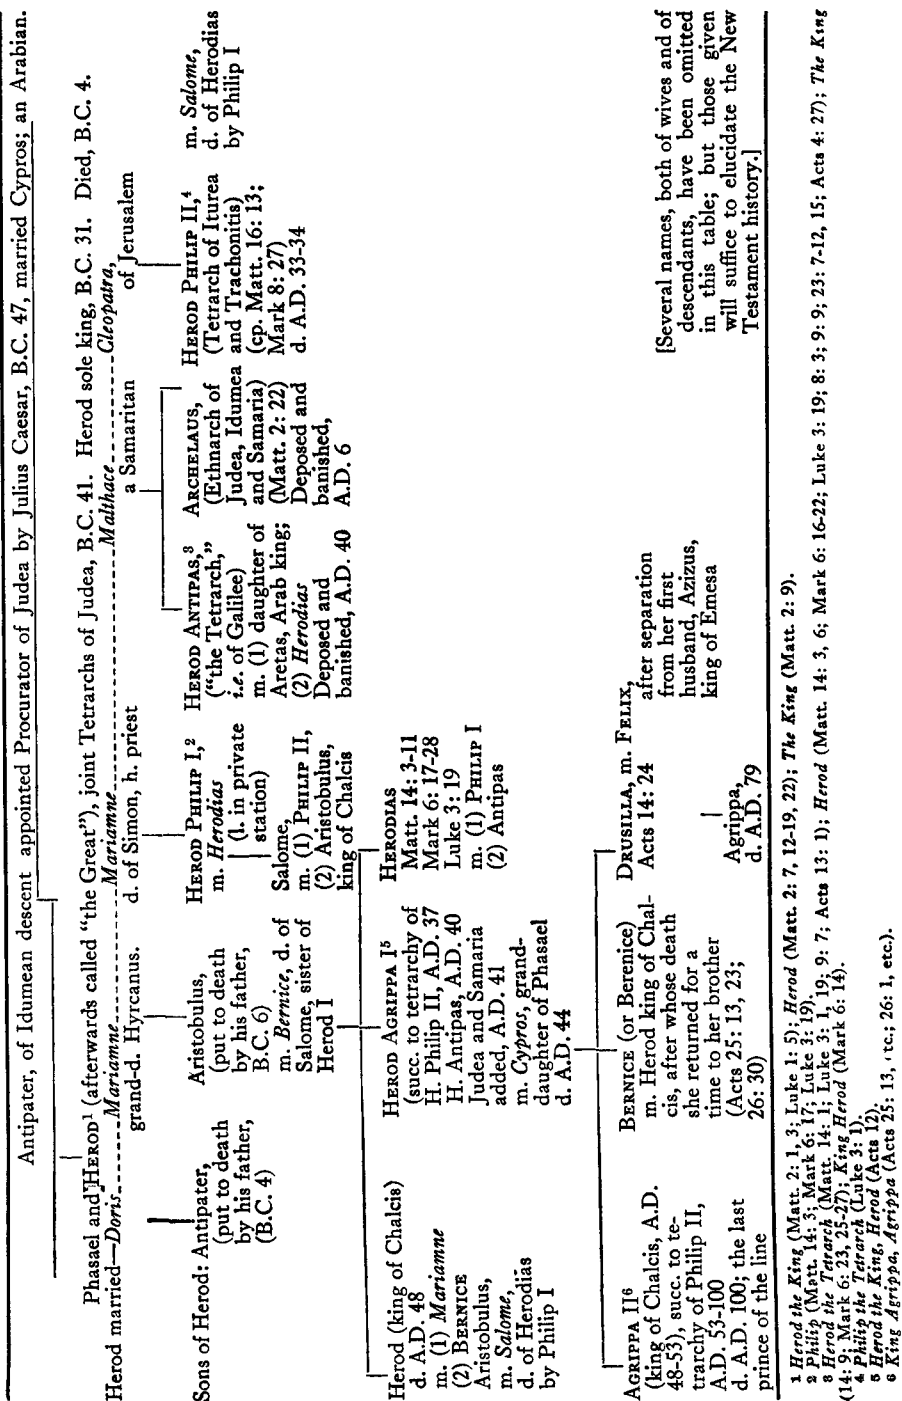 Antipater, of Idumean descent appointed Procurator of Judea by Julius Caesar, B.C. 47, married Cypros; an Arabian.
Phasael and HEROD¹ (afterwards called “the Great”), joint Tetrarchs of Judea, B.C. 41. Herod sole king, B.C. 31. Died, B.C. 4.
Herod married—Doris Mariamne Mariamne Malthace Cleopatra,
grand-d. Hyrcanus. d. of Simon, h. priest a Samaritan of Jerusalem
Sons of Herod: Antipater,
(put to death
by his father,
(B.C. 4)
Aristobulus,
(put to death
by his father,
B.C. 6)
m. Bernice, d. of
Salome, sister of
Herod I
HEROD PHILIP I,²
m. Herodias
(l. in private
station)
Salome,
m. (1) PHILIP II,
(2) Aristobulus,
king of Chalcis
HEROD ANTIPAS,³
(“the Tetrarch,”
i.e. of Galilee)
m. (1) daughter of
Aretas, Arab king;
(2) Herodias
Deposed and
banished, A.D. 40
ARCHELAUS,
(Ethnarch of
Judea, Idumea
and Samaria)
(Matt. 2: 22)
Deposed and
banished,
A.D. 6
HEROD PHILIP II,⁴
(Tetrarch of Iturea
and Trachonitis)
(cp. Matt. 16: 13;
Mark 8: 27)
d. A.D. 33-34
m. Salome,
d. of Herodias
by Philip I
Herod (king of Chalcis)
d. A.D. 48
m. (1) Mariamne
(2) BERNICE
Aristobulus,
m. Salome,
d. of Herodias
by Philip I
HEROD AGRIPPA I⁵
(succ. to tetrarchy of
H. Philip II, A.D. 37
H. Antipas, A.D. 40
Judea and Samaria
added, A.D. 41
m. Cypros, grand-
daughter of Phasael
d. A.D. 44
HERODIAS
Matt. 14: 3-11
Mark 6: 17-28
Luke 3: 19
m. (1) PHILIP I
(2) Antipas
AGRIPPA II⁶
(king of Chalcis, A.D.
48-53), succ. to te-
trarchy of Philip II,
A.D. 53-100
d. A.D. 100; the last
prince of the line
BERNICE (or Berenice)
m. Herod king of Chal-
cis, after whose death
she returned for a
time to her brother
(Acts 25: 13, 23;
26: 30)
DRUSILLA, m. FELIX,
Acts 14: 24
after separation
from her first
husband, Azizus,
king of Emesa
Agrippa,
d. A.D. 79
[Several names, both of wives and of
descendants, have been omitted
in this table; but those given
will suffice to elucidate the New
Testament history.]
1 Herod the King (Matt. 2: 1, 3; Luke 1: 5); Herod (Matt. 2: 7, 12-19, 22); The King (Matt. 2: 9).
2 Philip (Matt. 14: 3; Mark 6: 17; Luke 3: 19).
3 Herod the Tetrarch (Matt. 14: 1; Luke 3: 1, 19; 9: 7; Acts 13: 1); Herod (Matt. 14: 3, 6; Mark 6: 16-22; Luke 3: 19; 8: 3; 9: 9; 23: 7-12, 15; Acts 4: 27); The King
(14: 9; Mark 6: 23, 25-27); King Herod (Mark 6: 14).
4 Philip the Tetrarch (Luke 3: 1).
5 Herod the King, Herod (Acts 12).
6 King Agrippa, Agrippa (Acts 25: 13, tc.; 26: 1, etc.).